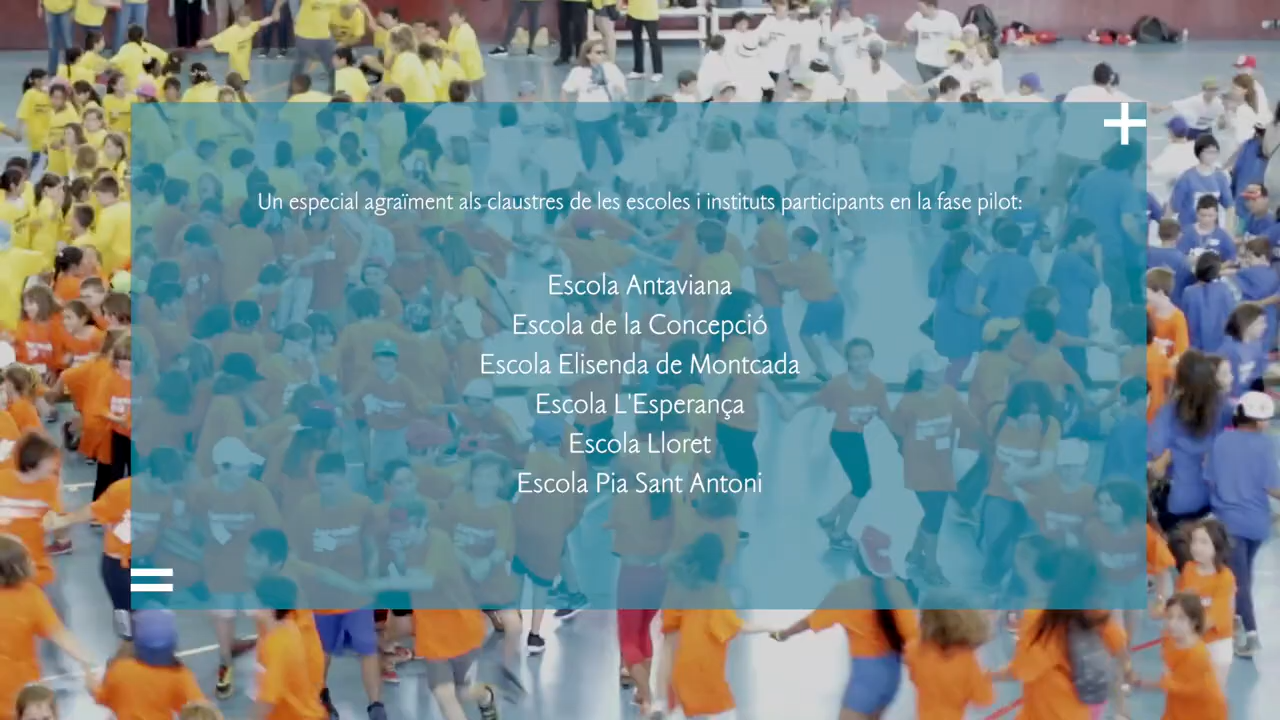 Un especial agraïment als claustres de les escoles i instituts participants en la fase pilot:
Escola Antaviana
Escola de la Concepció
Escola Elisenda de Montcada
Escola L'Esperança
Escola Lloret
Escola Pia Sant Antoni